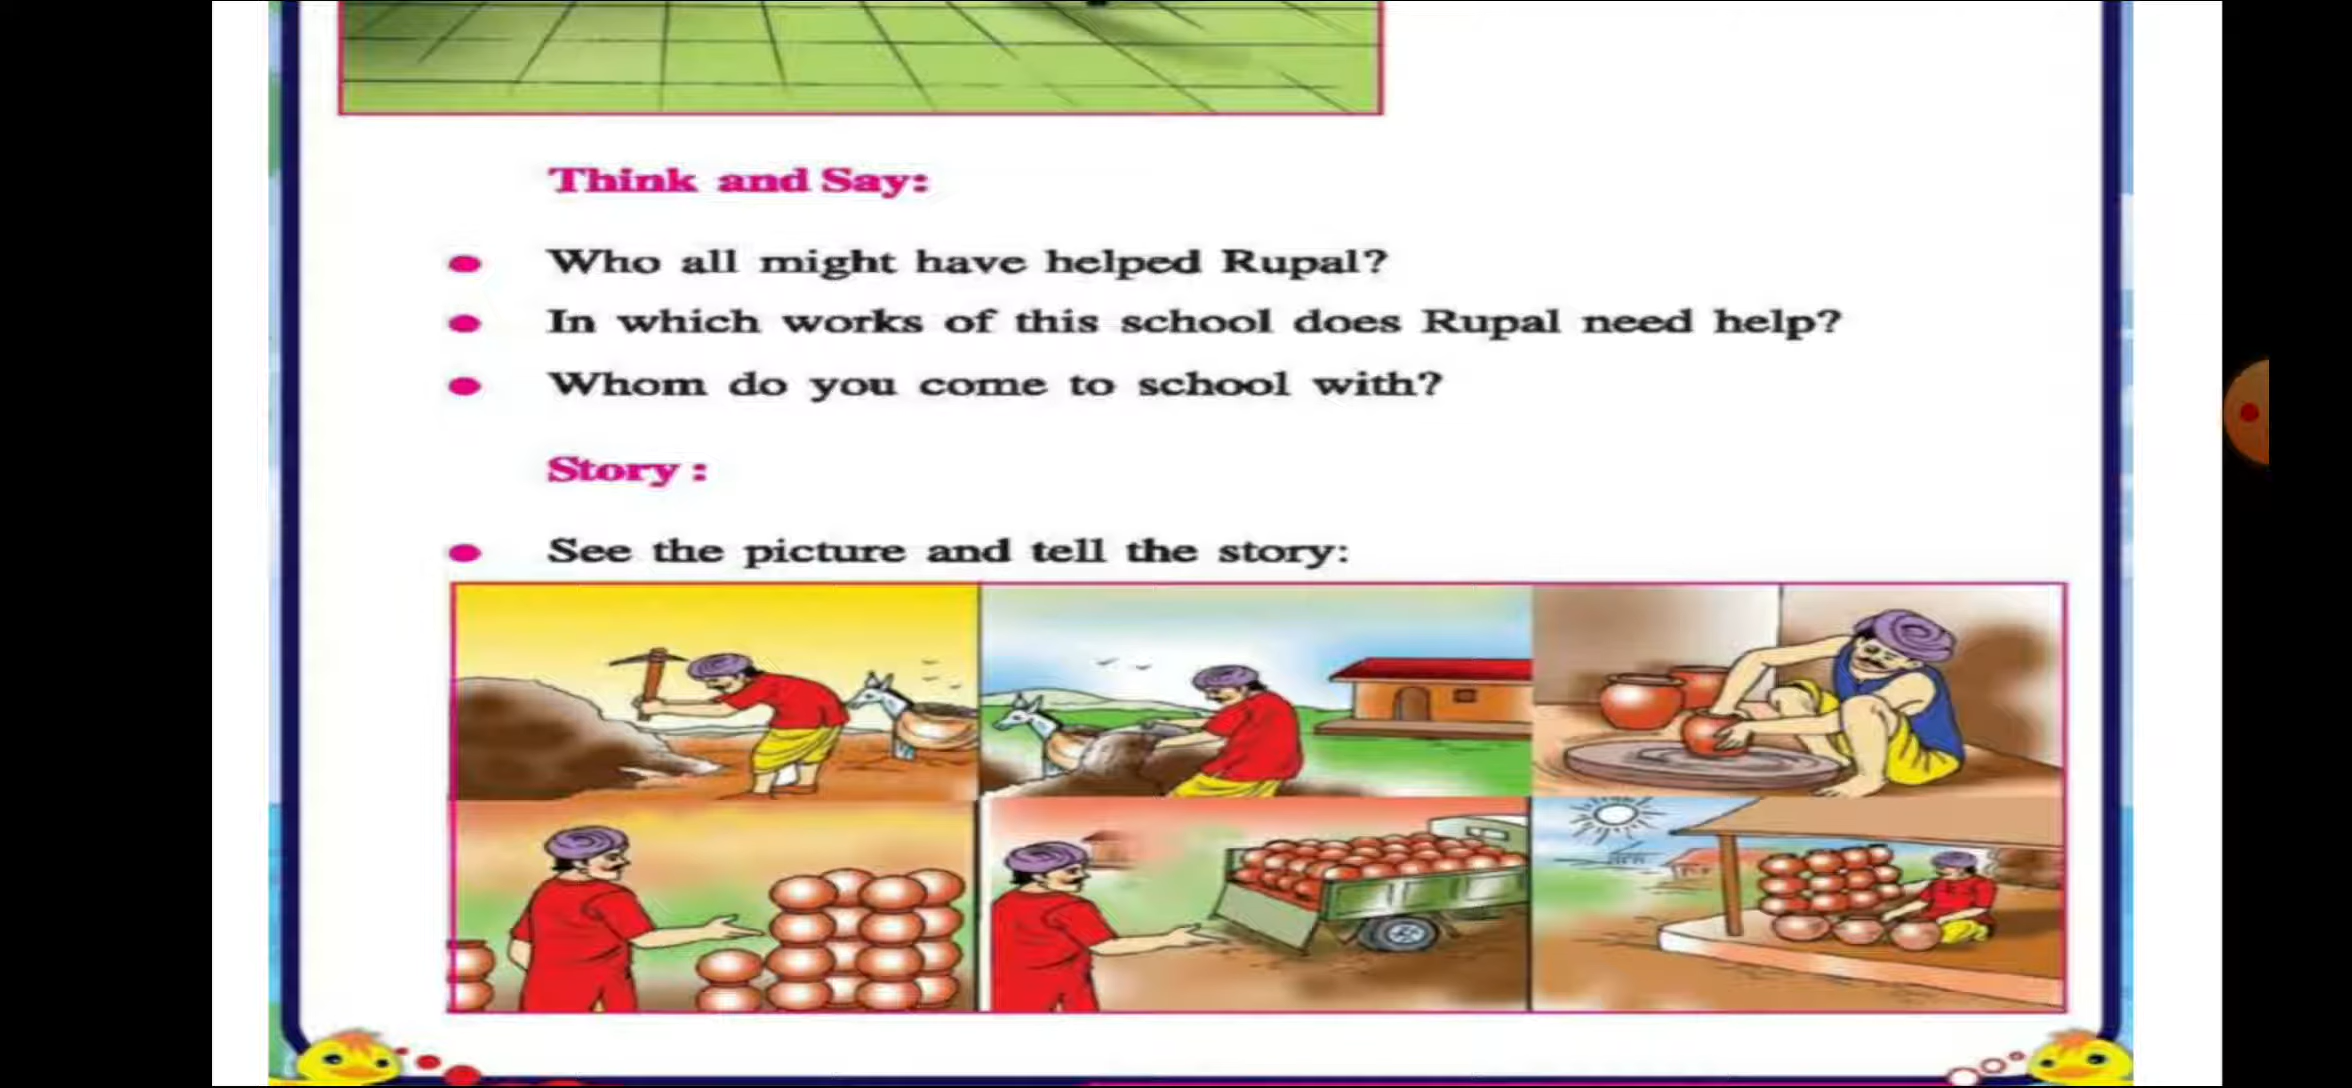 Think and Say:
Who all might have helped Rupal?
In which works of this school does Rupal need help?
Whom do you come to school with?
Story :
See the picture and tell the story: